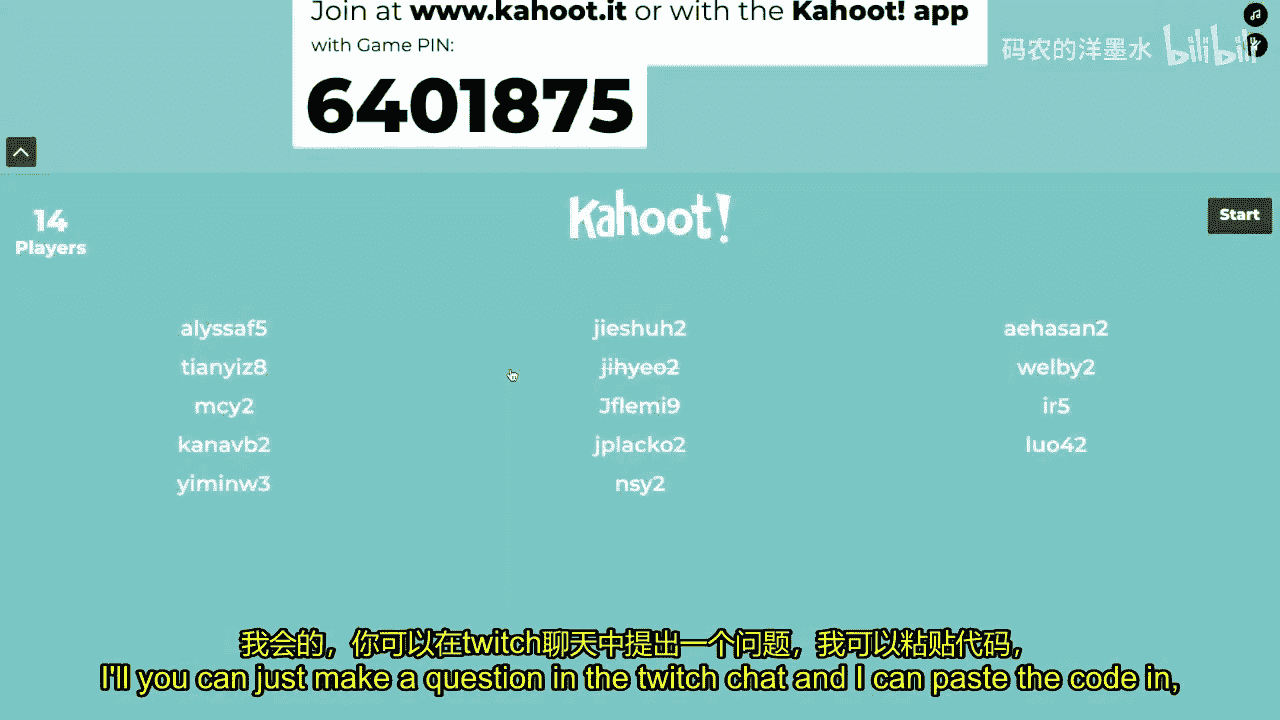 Join at www.kahoot.it or with the Kahoot! app
with Game PIN:
6401875
码农的洋墨水 bilibili
14
Players
Kahoot!
Start
alyssaf5
jieshuh2
aehasan2
tianyiz8
jihyeo2
welby2
mcy2
Jflemi9
ir5
kanavb2
jplacko2
luo42
yiminw3
nsy2
我会的，你可以在twitch聊天中提出一个问题，我可以粘贴代码，
I'll you can just make a question in the twitch chat and I can paste the code in,